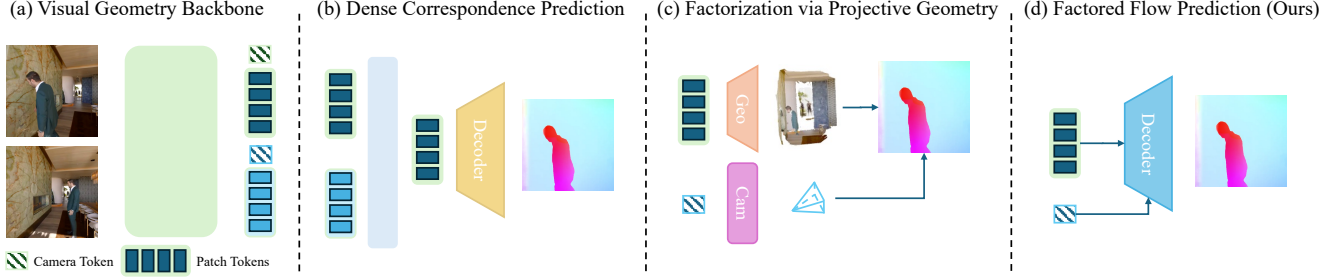 (a) Visual Geometry Backbone
(b) Dense Correspondence Prediction
(c) Factorization via Projective Geometry
(d) Factored Flow Prediction (Ours)
Decoder
Geo
Cam
Decoder
Camera Token
Patch Tokens